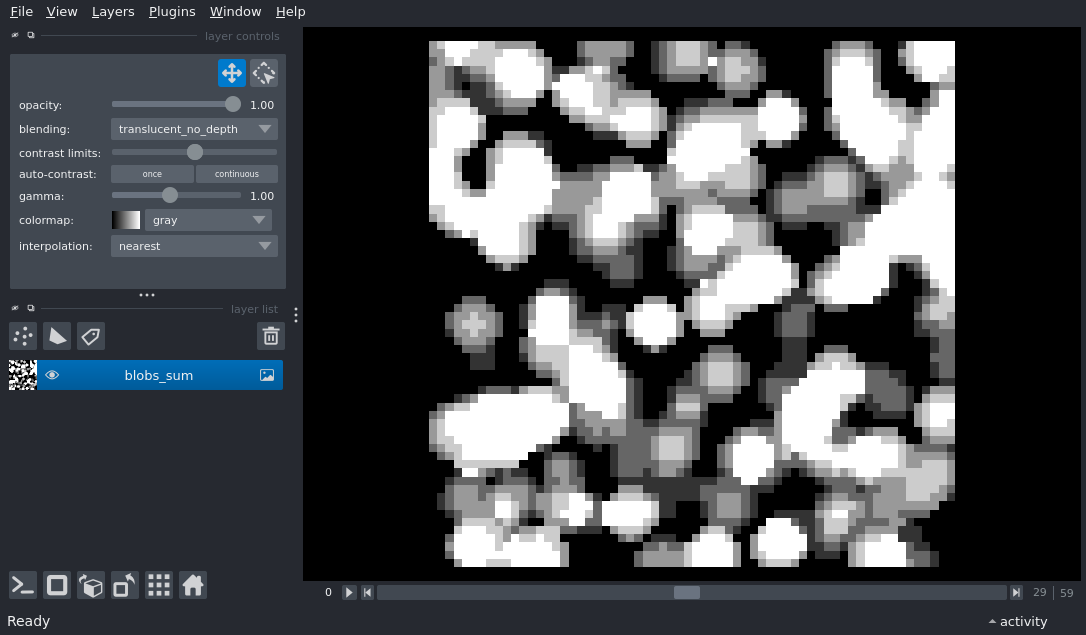 File View Layers Plugins Window Help
layer controls
opacity: 1.00
blending: translucent_no_depth
contrast limits:
auto-contrast: once continuous
gamma: 1.00
colormap: gray
interpolation: nearest
layer list
blobs_sum
0 29 59
Ready activity